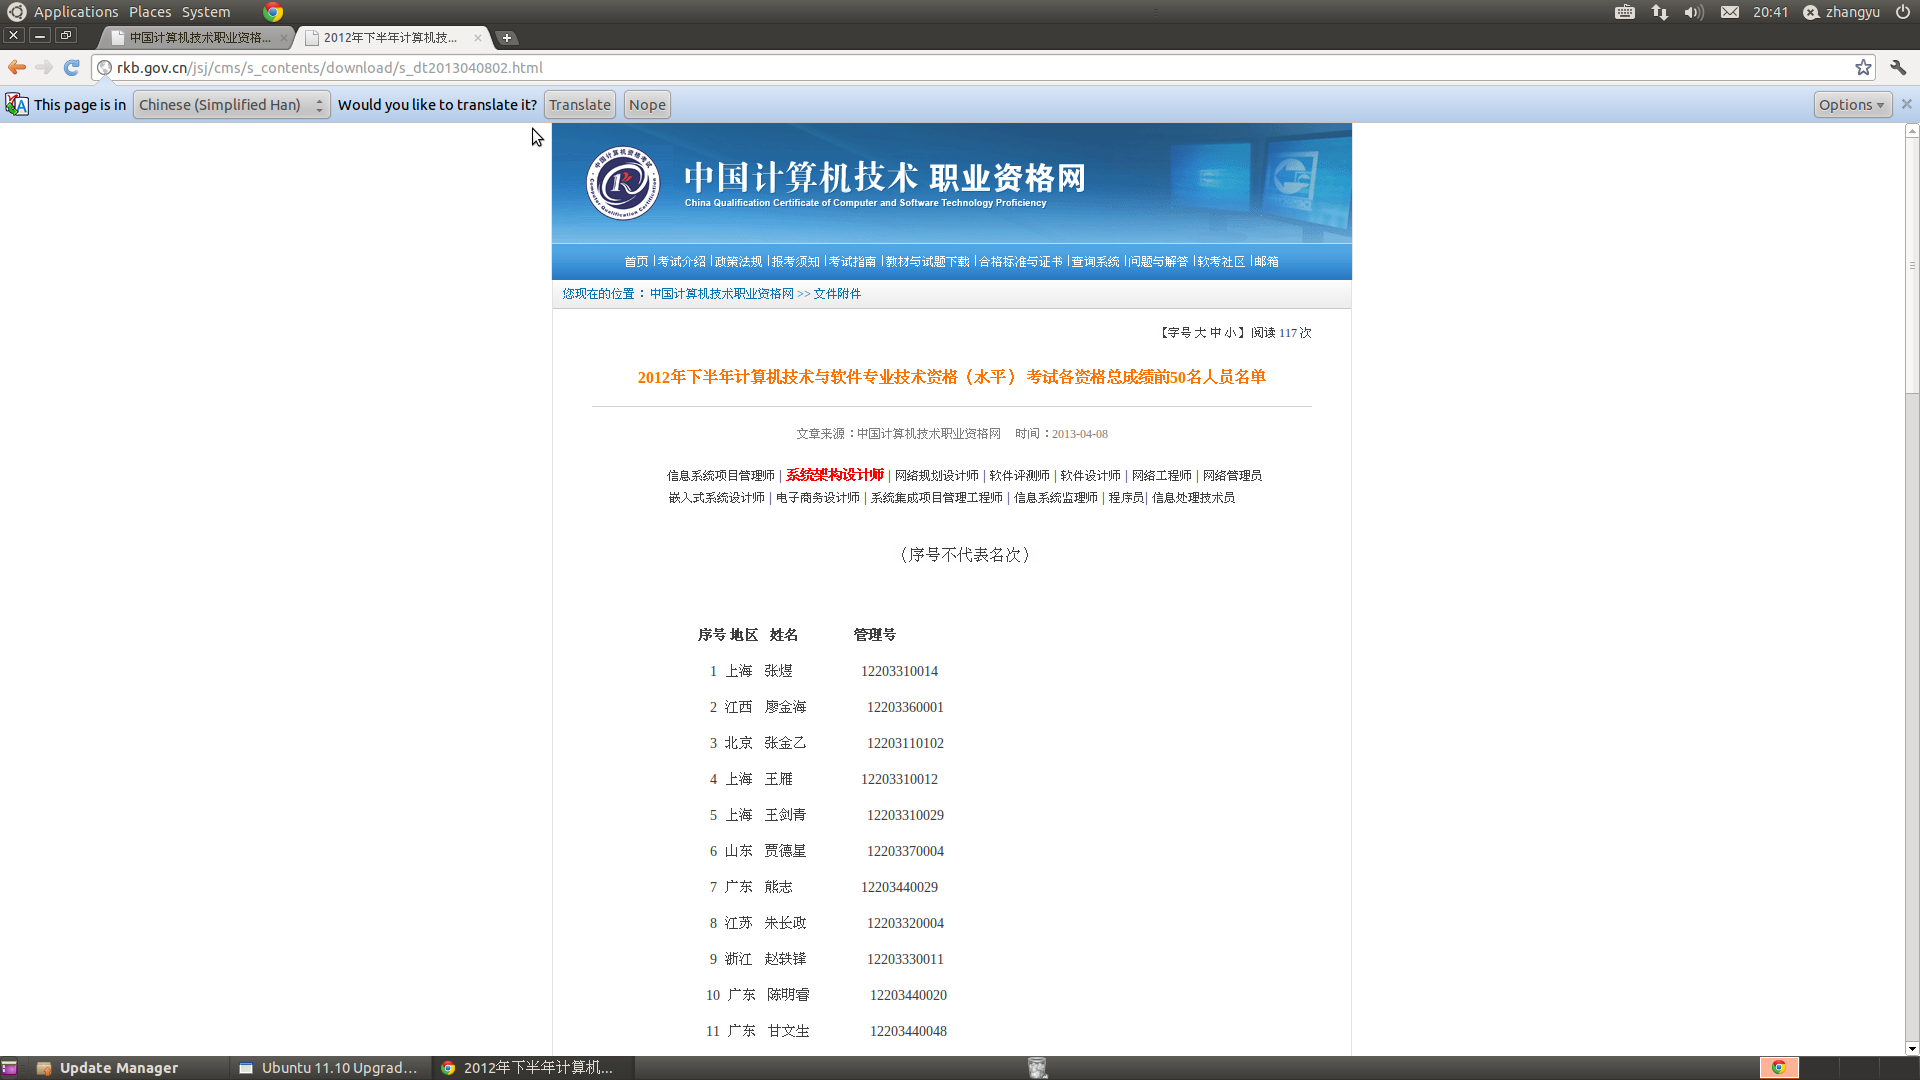 Applications Places System
20:41 zhangyu
中国计算机技术职业资格...
2012年下半年计算机技...
rkb.gov.cn/jsj/cms/s_contents/download/s_dt2013040802.html
This page is in Chinese (Simplified Han) Would you like to translate it? Translate Nope Options
中国计算机技术 职业资格网
China Qualification Certificate of Computer and Software Technology Proficiency
首页 |考试介绍 |政策法规 |报考须知 |考试指南 |教材与试题下载 |合格标准与证书 |查询系统 |问题与解答 |软考社区 |邮箱
您现在的位置：中国计算机技术职业资格网 >> 文件附件
【字号 大 中 小】 阅读 117 次
2012年下半年计算机技术与软件专业技术资格（水平） 考试各资格总成绩前50名人员名单
文章来源：中国计算机技术职业资格网 时间：2013-04-08
信息系统项目管理师 | 系统架构设计师 | 网络规划设计师 | 软件评测师 | 软件设计师 | 网络工程师 | 网络管理员
嵌入式系统设计师 | 电子商务设计师 | 系统集成项目管理工程师 | 信息系统监理师 | 程序员| 信息处理技术员
（序号不代表名次）
序号 地区 姓名 管理号
1 上海 张煜 12203310014
2 江西 廖金海 12203360001
3 北京 张金乙 12203110102
4 上海 王雁 12203310012
5 上海 王剑青 12203310029
6 山东 贾德星 12203370004
7 广东 熊志 12203440029
8 江苏 朱长政 12203320004
9 浙江 赵轶锋 12203330011
10 广东 陈明睿 12203440020
11 广东 甘文生 12203440048
Update Manager
Ubuntu 11.10 Upgrad...
2012年下半年计算机...